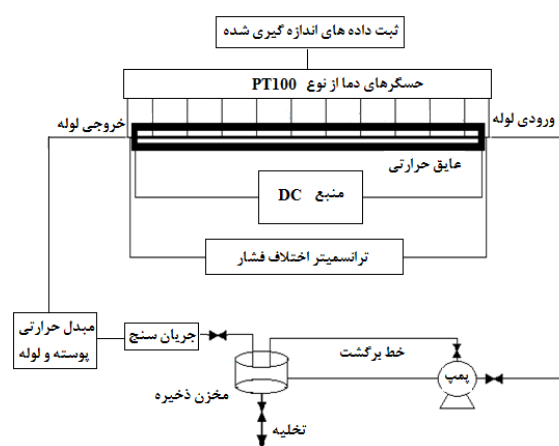 ثبت داده های اندازه گیری شده
حسگرهای دما از نوع PT100
ورودی لوله
خروجی لوله
عایق حرارتی
منبع DC
ترانسمیتر اختلاف فشار
مبدل حرارتی
پوسته و لوله
جریان سنج
خط برگشت
پمپ
مخزن ذخیره
تخلیه